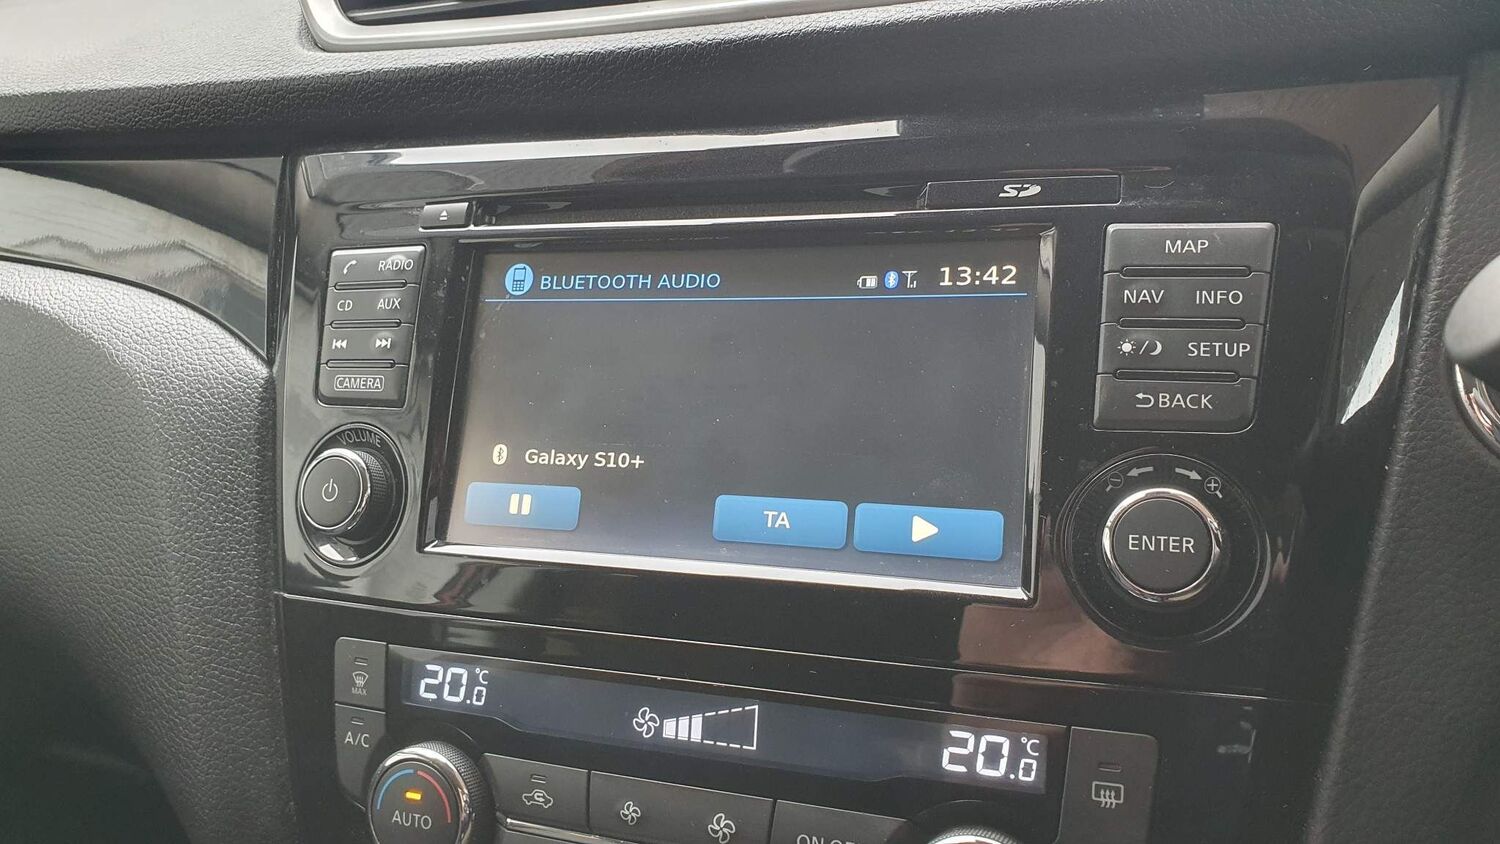 SD
RADIO
CD AUX
CAMERA
VOLUME
BLUETOOTH AUDIO 13:42
Galaxy S10+
TA
MAP
NAV INFO
SETUP
BACK
ENTER
MAX
A/C
20.0 °C
20.0 °C
AUTO